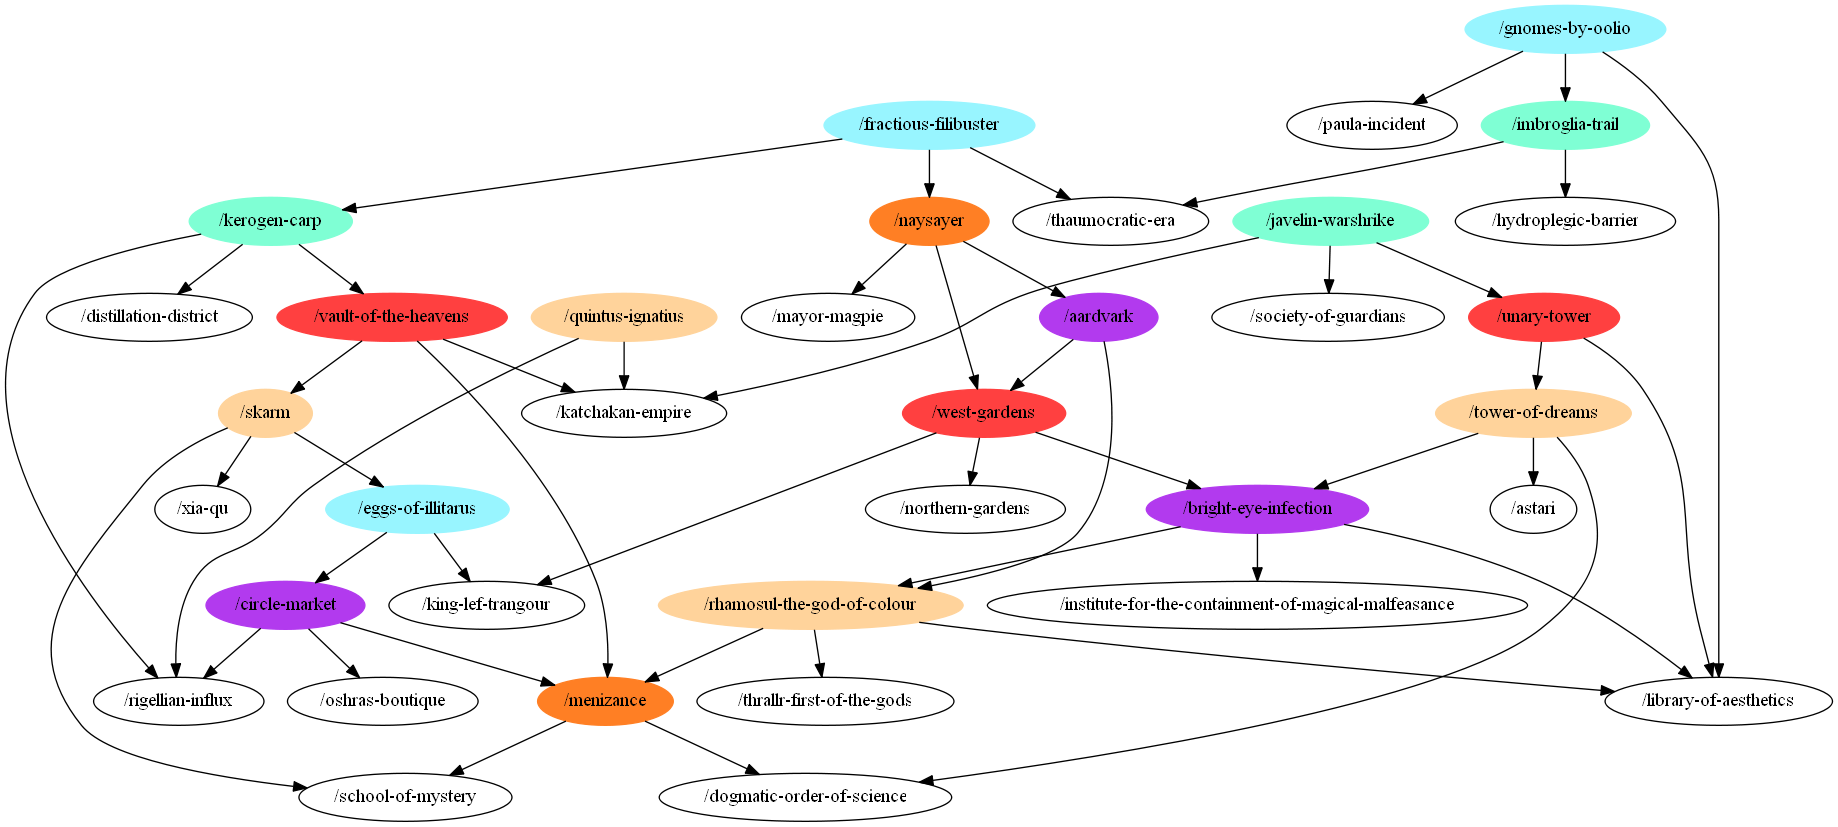 /gnomes-by-oolio
/fractious-filibuster
/paula-incident
/imbroglia-trail
/kerogen-carp
/naysayer
/thaumocratic-era
/javelin-warshrike
/hydroplegic-barrier
/distillation-district
/vault-of-the-heavens
/quintus-ignatius
/mayor-magpie
/aardvark
/society-of-guardians
/unary-tower
/skarm
/katchakan-empire
/west-gardens
/tower-of-dreams
/xia-qu
/eggs-of-illitarus
/northern-gardens
/bright-eye-infection
/astari
/circle-market
/king-lef-trangour
/rhamosul-the-god-of-colour
/institute-for-the-containment-of-magical-malfeasance
/rigellian-influx
/oshras-boutique
/menizance
/thrallr-first-of-the-gods
/library-of-aesthetics
/school-of-mystery
/dogmatic-order-of-science